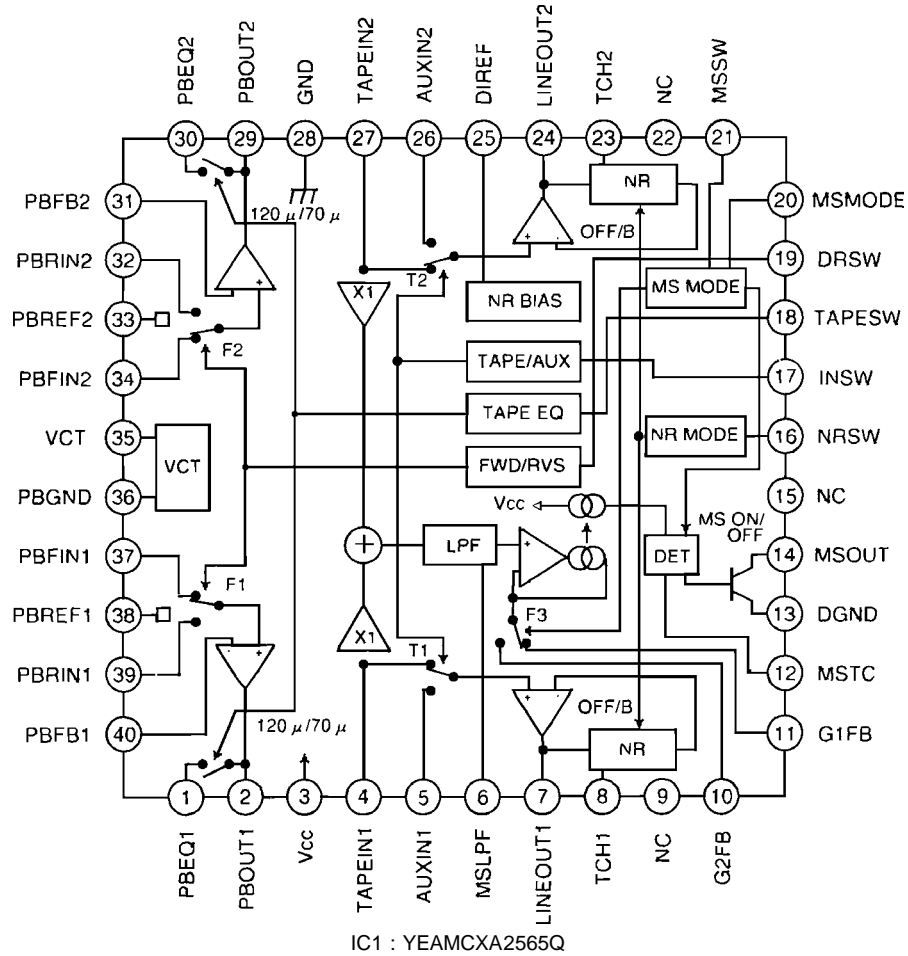 PBEQ2
PBOUT2
GND
TAPEIN2
AUXIN2
DIREF
LINEOUT2
TCH2
NC
MSSW
30
29
28
27
26
25
24
23
22
21
PBFB2
31
120 μ/70 μ
NR
OFF/B
20
MSMODE
PBRIN2
32
T2
19
DRSW
X1
NR BIAS
MS MODE
PBREF2
33
F2
18
TAPESW
PBFIN2
34
TAPE/AUX
17
INSW
TAPE EQ
VCT
35
VCT
NR MODE
16
NRSW
FWD/RVS
PBGND
36
Vcc
15
NC
MS ON/
OFF
PBFIN1
37
LPF
DET
14
MSOUT
F1
PBREF1
38
F3
13
DGND
X1
T1
PBRIN1
39
12
MSTC
PBFB1
40
120 μ/70 μ
OFF/B
NR
11
G1FB
1
2
3
4
5
6
7
8
9
10
PBEQ1
PBOUT1
Vcc
TAPEIN1
AUXIN1
MSLPF
LINEOUT1
TCH1
NC
G2FB
IC1 : YEAMCXA2565Q